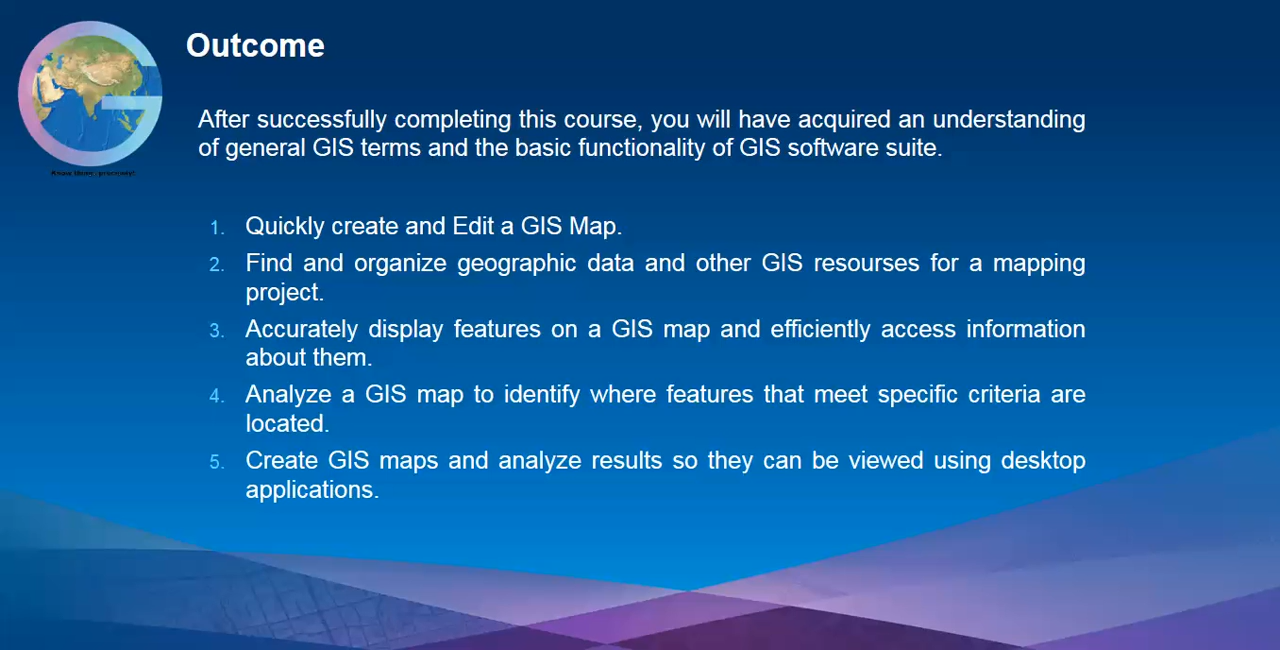 Outcome
After successfully completing this course, you will have acquired an understanding
of general GIS terms and the basic functionality of GIS software suite.
1. Quickly create and Edit a GIS Map.
2. Find and organize geographic data and other GIS resourses for a mapping
project.
3. Accurately display features on a GIS map and efficiently access information
about them.
4. Analyze a GIS map to identify where features that meet specific criteria are
located.
5. Create GIS maps and analyze results so they can be viewed using desktop
applications.